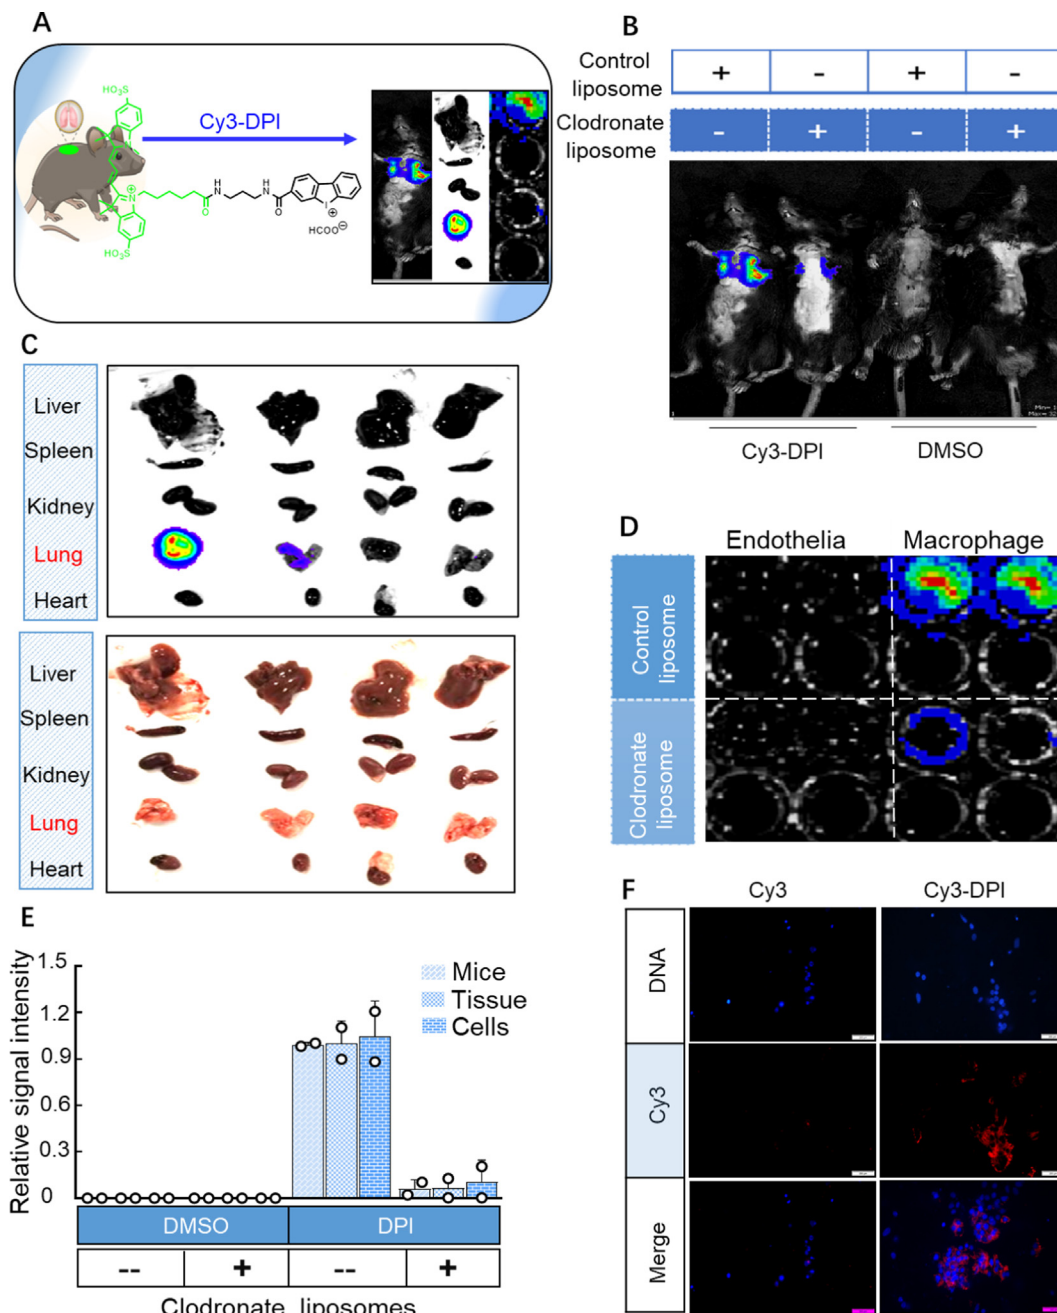 A
Cy3-DPI
HO₃S
HO₃S
N
+
O
H
N
H
N
O
I
+
HCOO⊖
B
Control
liposome
+ - + -
Clodronate
liposome
- + - +
Cy3-DPI DMSO
C
Liver
Spleen
Kidney
Lung
Heart
Liver
Spleen
Kidney
Lung
Heart
D
Endothelia Macrophage
Control
liposome
Clodronate
liposome
E
Relative signal intensity
1.5
1.2
0.9
0.6
0.3
0
Mice
Tissue
Cells
DMSO DPI
-- + -- +
Clodronate liposomes
F
Cy3 Cy3-DPI
DNA
Cy3
Merge